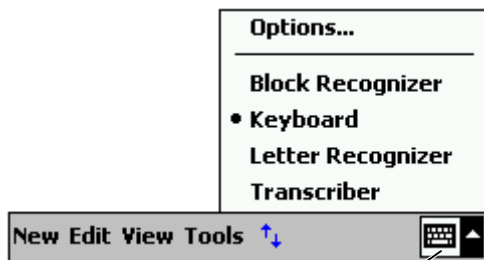 Options...
Block Recognizer
Keyboard
Letter Recognizer
Transcriber
New Edit View Tools